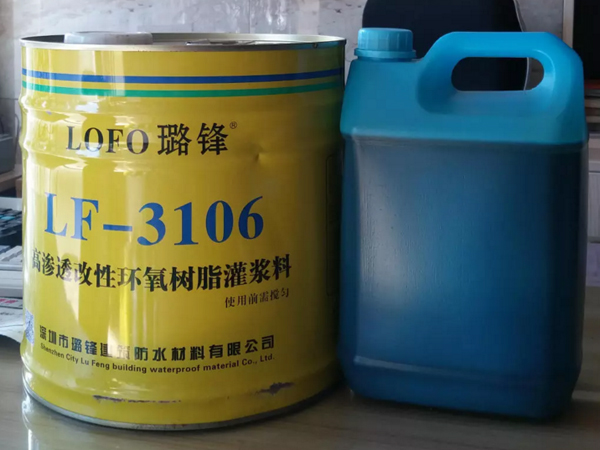 LOFO 璐锋®
LF-3106
高渗透改性环氧树脂灌浆料
使用前需搅匀
深圳市璐锋建筑防水材料有限公司
Shenzhen City Lu Feng building waterproof material Co., Ltd.